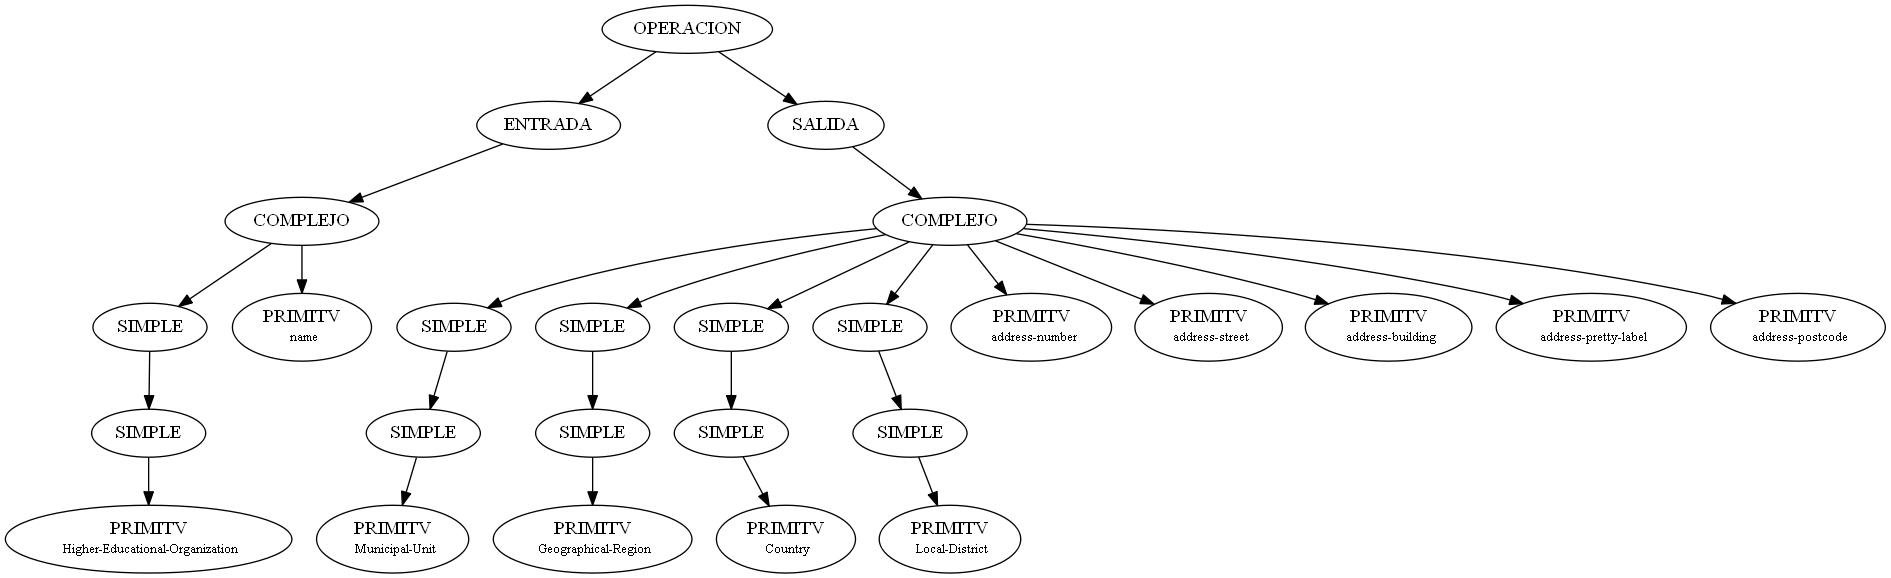 OPERACION
ENTRADA
SALIDA
COMPLEJO
COMPLEJO
SIMPLE
PRIMITV
name
SIMPLE
SIMPLE
SIMPLE
SIMPLE
PRIMITV
address-number
PRIMITV
address-street
PRIMITV
address-building
PRIMITV
address-pretty-label
PRIMITV
address-postcode
SIMPLE
SIMPLE
SIMPLE
SIMPLE
SIMPLE
PRIMITV
Higher-Educational-Organization
PRIMITV
Municipal-Unit
PRIMITV
Geographical-Region
PRIMITV
Country
PRIMITV
Local-District